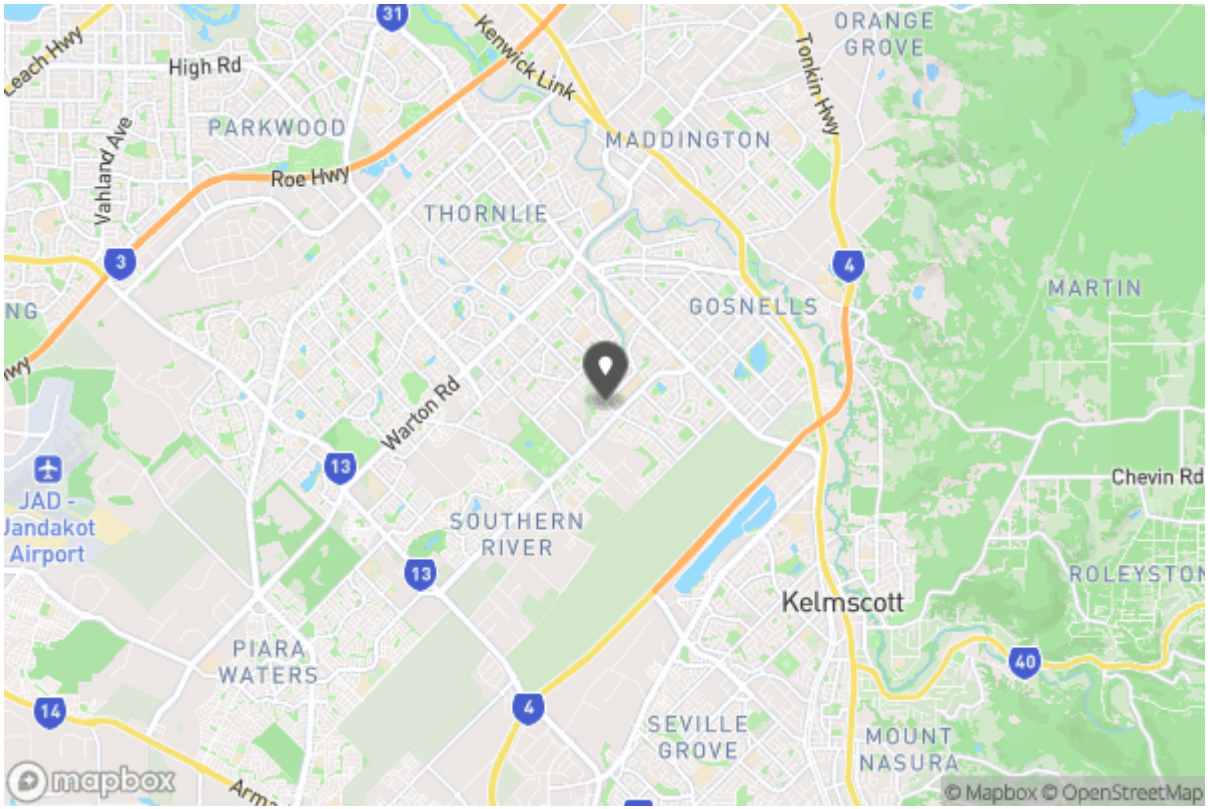 31
ORANGE
GROVE
Leach Hwy
High Rd
Kenwick Link
Tonkin Hwy
PARKWOOD
MADDINGTON
Vahland Ave
Roe Hwy
THORNLIE
3
4
MARTIN
NG
GOSNELLS
wy
Warton Rd
13
Chevin Rd
JAD -
Jandakot
Airport
SOUTHERN
RIVER
13
ROLEYSTON
Kelmscott
PIARA
WATERS
40
14
4
SEVILLE
GROVE
MOUNT
NASURA
mapbox
Arma
© Mapbox © OpenStreetMap